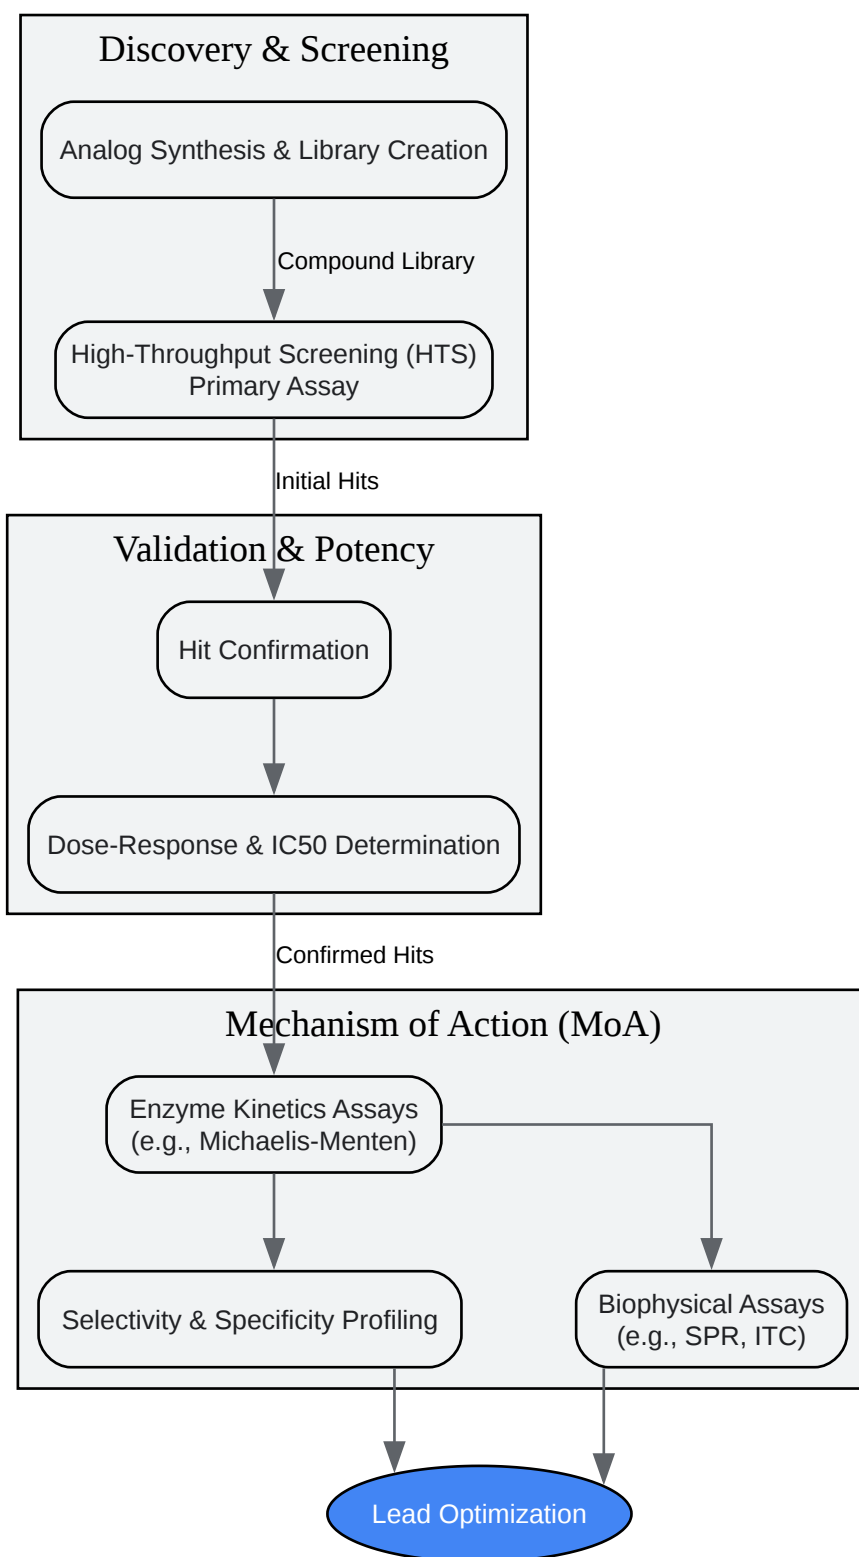 Discovery & Screening
Analog Synthesis & Library Creation
Compound Library
High-Throughput Screening (HTS)
Primary Assay
Initial Hits
Validation & Potency
Hit Confirmation
Dose-Response & IC50 Determination
Confirmed Hits
Mechanism of Action (MoA)
Enzyme Kinetics Assays
(e.g., Michaelis-Menten)
Selectivity & Specificity Profiling
Biophysical Assays
(e.g., SPR, ITC)
Lead Optimization